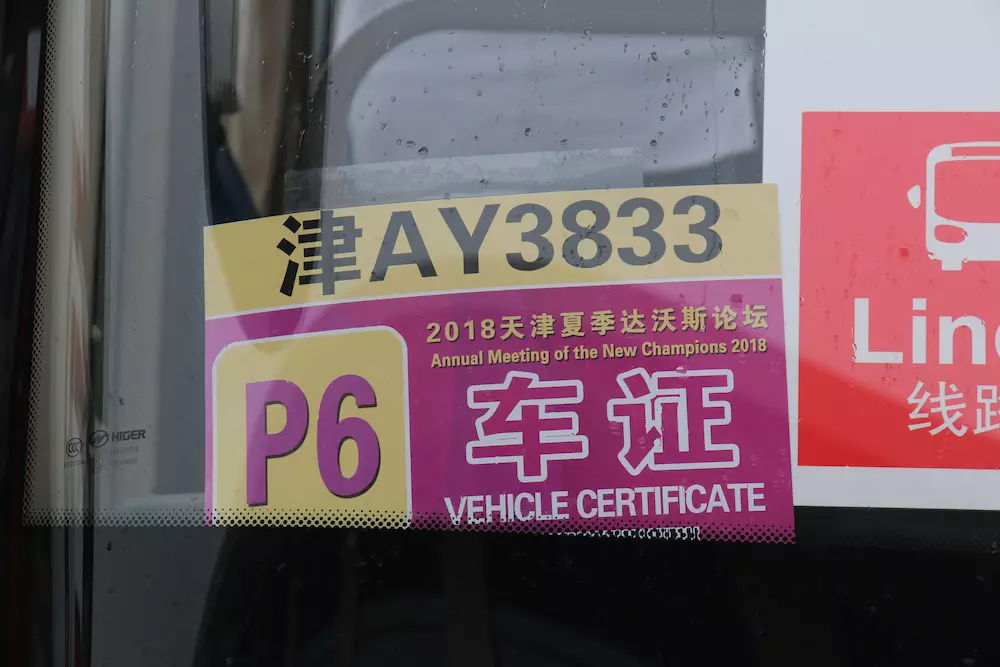 津AY3833
2018天津夏季达沃斯论坛
Annual Meeting of the New Champions 2018
P6
车证
VEHICLE CERTIFICATE
HIGER
Lin
线